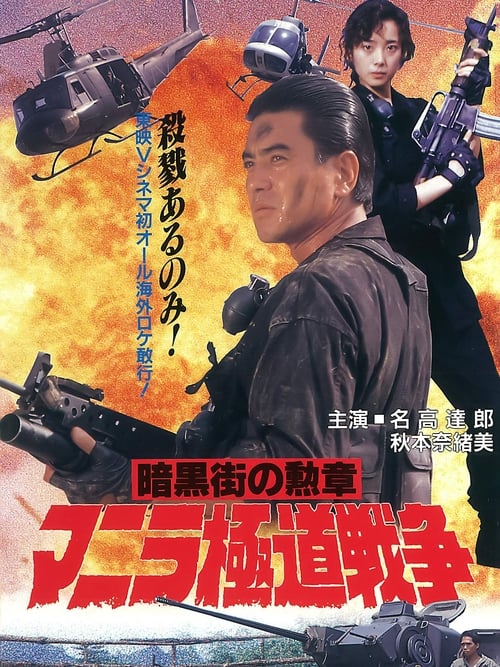 殺戮あるのみ!
東映Vシネマ初オール海外ロケ敢行!
主演=名高達郎
秋本奈緒美
暗黒街の勲章
マニラ極道戦争